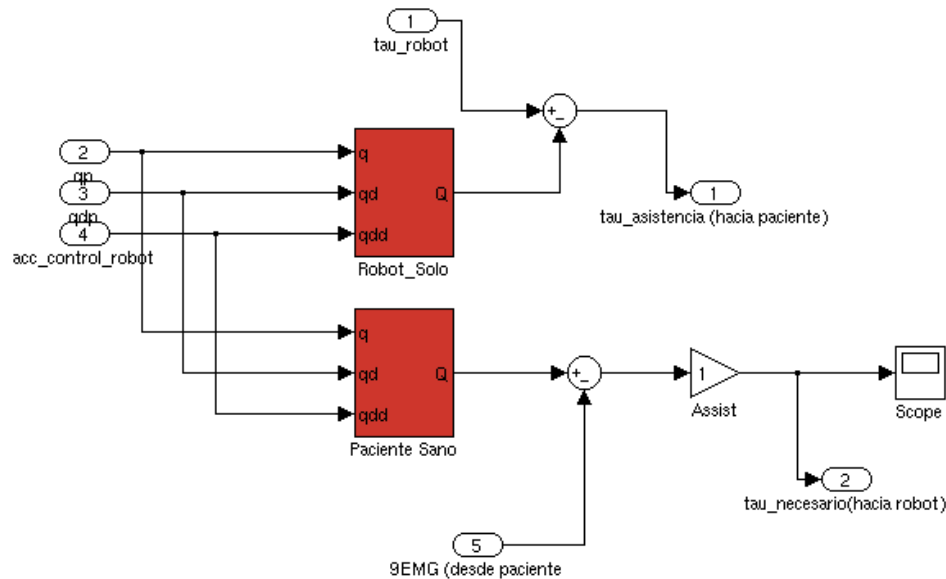 1
tau_robot
+
-
2
qp
3
qdp
4
acc_control_robot
q
qd
qdd
Q
Robot_Solo
1
tau_asistencia (hacia paciente)
q
qd
qdd
Q
Paciente Sano
+
-
1
Assist
Scope
2
tau_necesario(hacia robot)
5
9EMG (desde paciente